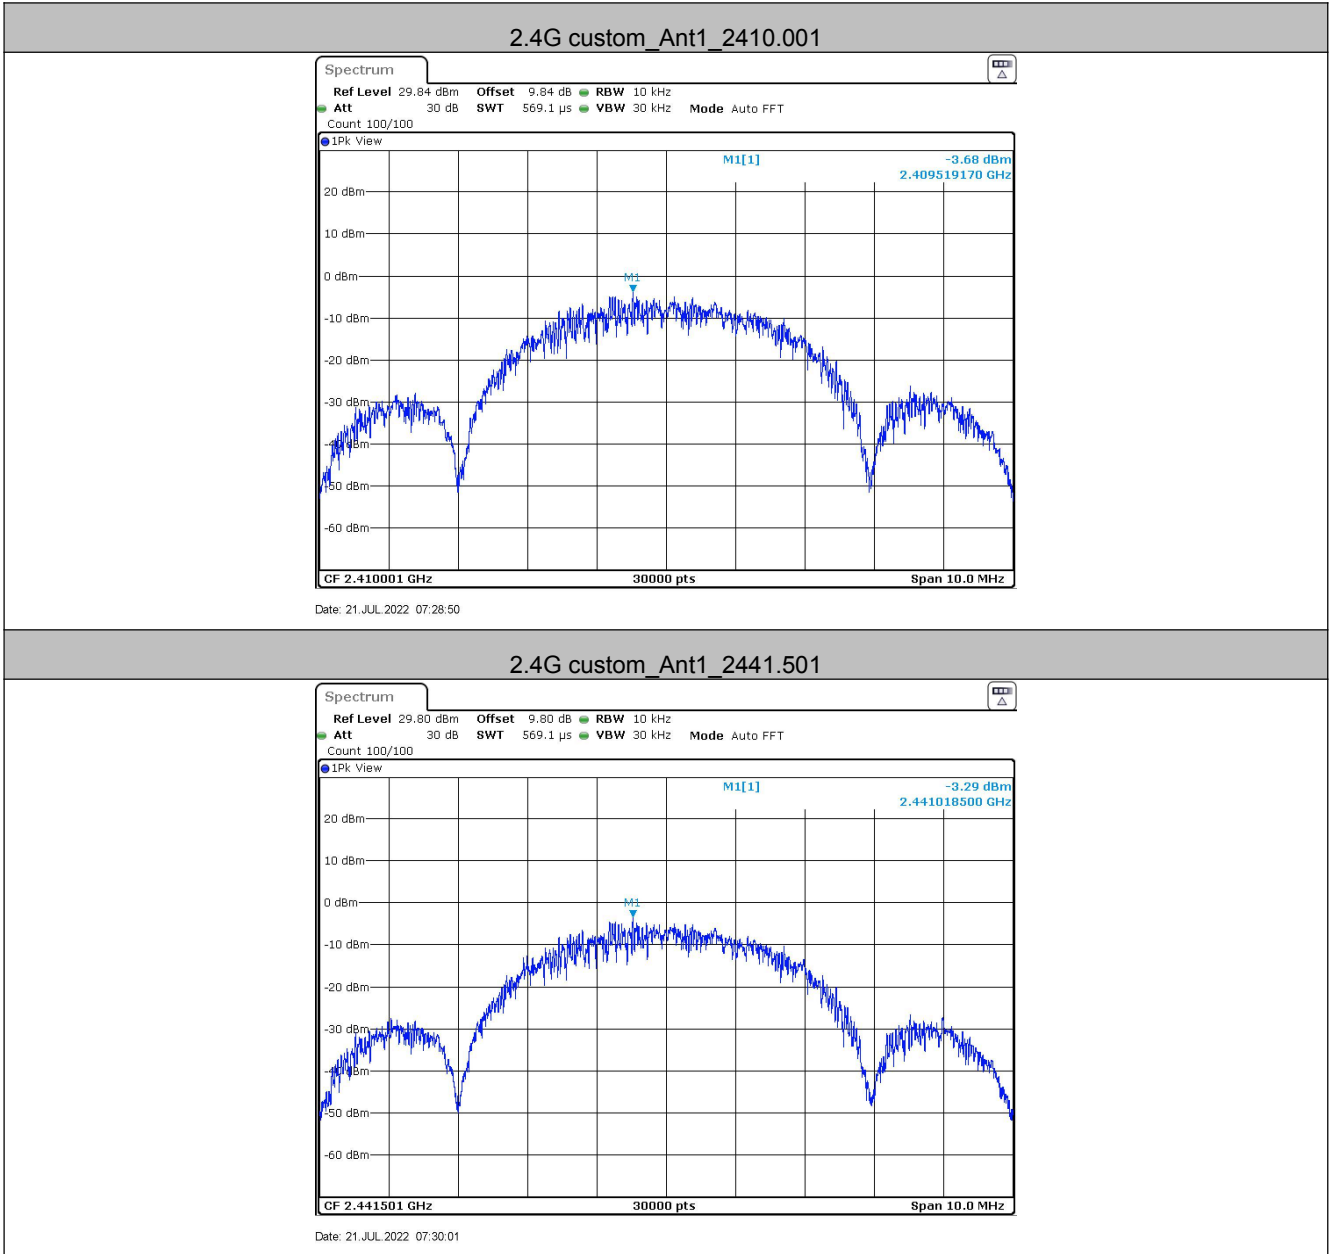 2.4G custom_Ant1_2410.001
Spectrum
Ref Level 29.84 dBm Offset 9.84 dB RBW 10 kHz
Att 30 dB SWT 569.1 µs VBW 30 kHz Mode Auto FFT
Count 100/100
1Pk View
M1[1] -3.68 dBm
2.409519170 GHz
20 dBm
10 dBm
0 dBm
M1
-10 dBm
-20 dBm
-30 dBm
-40 dBm
-50 dBm
-60 dBm
CF 2.410001 GHz 30000 pts Span 10.0 MHz
Date: 21.JUL.2022 07:28:50
2.4G custom_Ant1_2441.501
Spectrum
Ref Level 29.80 dBm Offset 9.80 dB RBW 10 kHz
Att 30 dB SWT 569.1 µs VBW 30 kHz Mode Auto FFT
Count 100/100
1Pk View
M1[1] -3.29 dBm
2.441018500 GHz
20 dBm
10 dBm
0 dBm
M1
-10 dBm
-20 dBm
-30 dBm
-40 dBm
-50 dBm
-60 dBm
CF 2.441501 GHz 30000 pts Span 10.0 MHz
Date: 21.JUL.2022 07:30:01